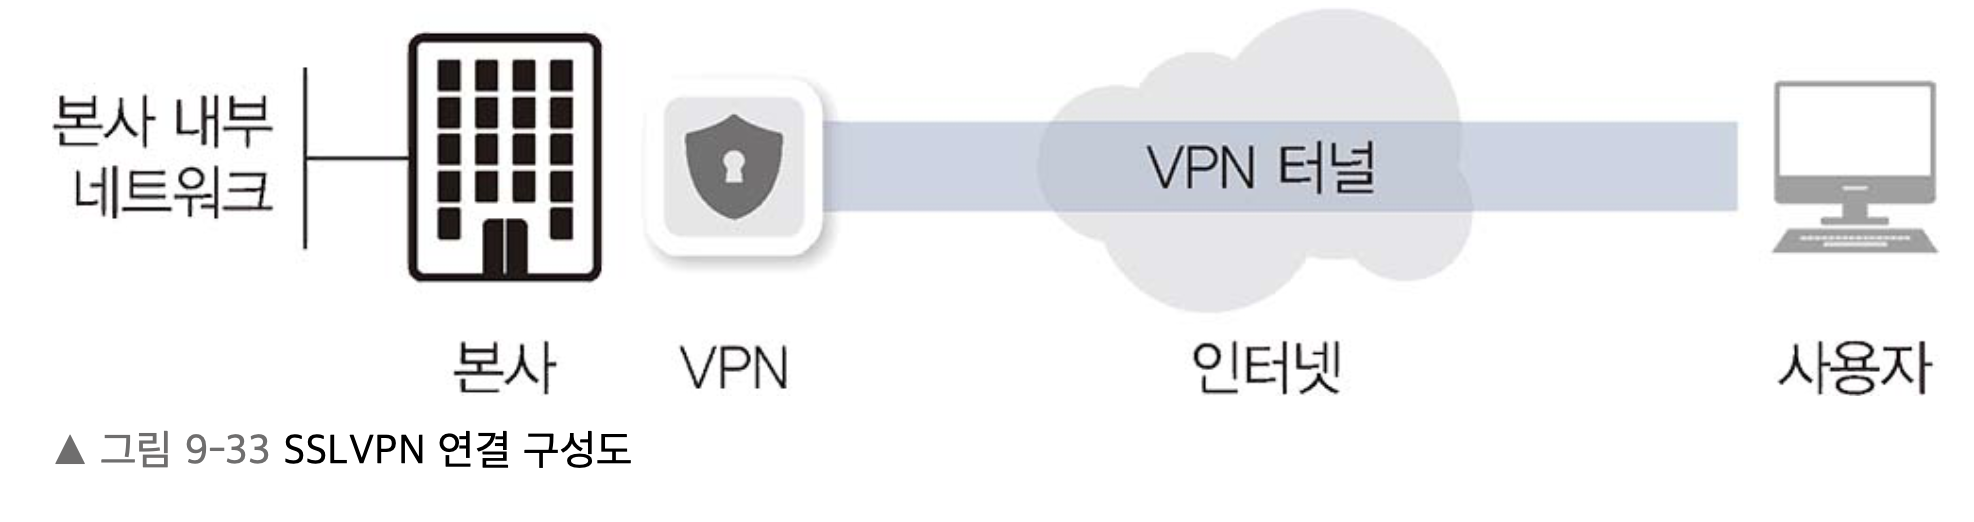 본사 내부
네트워크
VPN 터널
본사
VPN
인터넷
사용자
▲ 그림 9-33 SSLVPN 연결 구성도